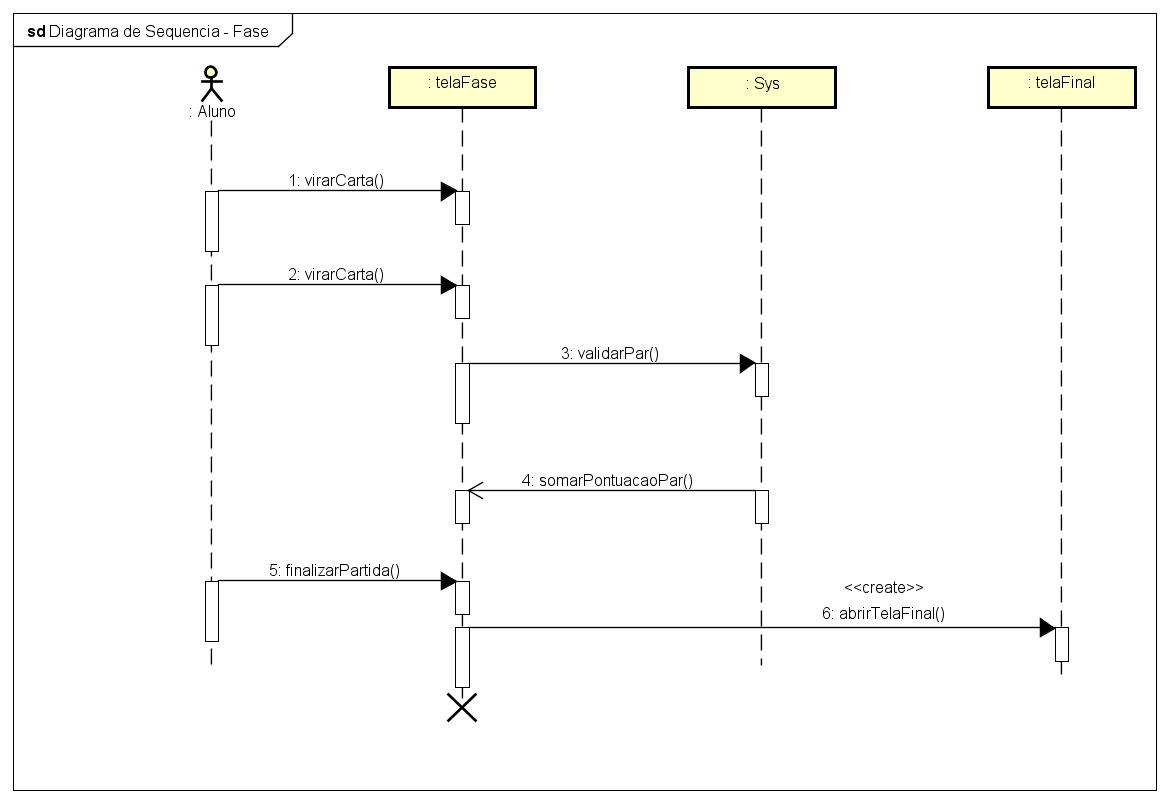 sd Diagrama de Sequencia - Fase
: Aluno
: telaFase
: Sys
: telaFinal
1: virarCarta()
2: virarCarta()
3: validarPar()
4: somarPontuacaoPar()
5: finalizarPartida()
<<create>>
6: abrirTelaFinal()